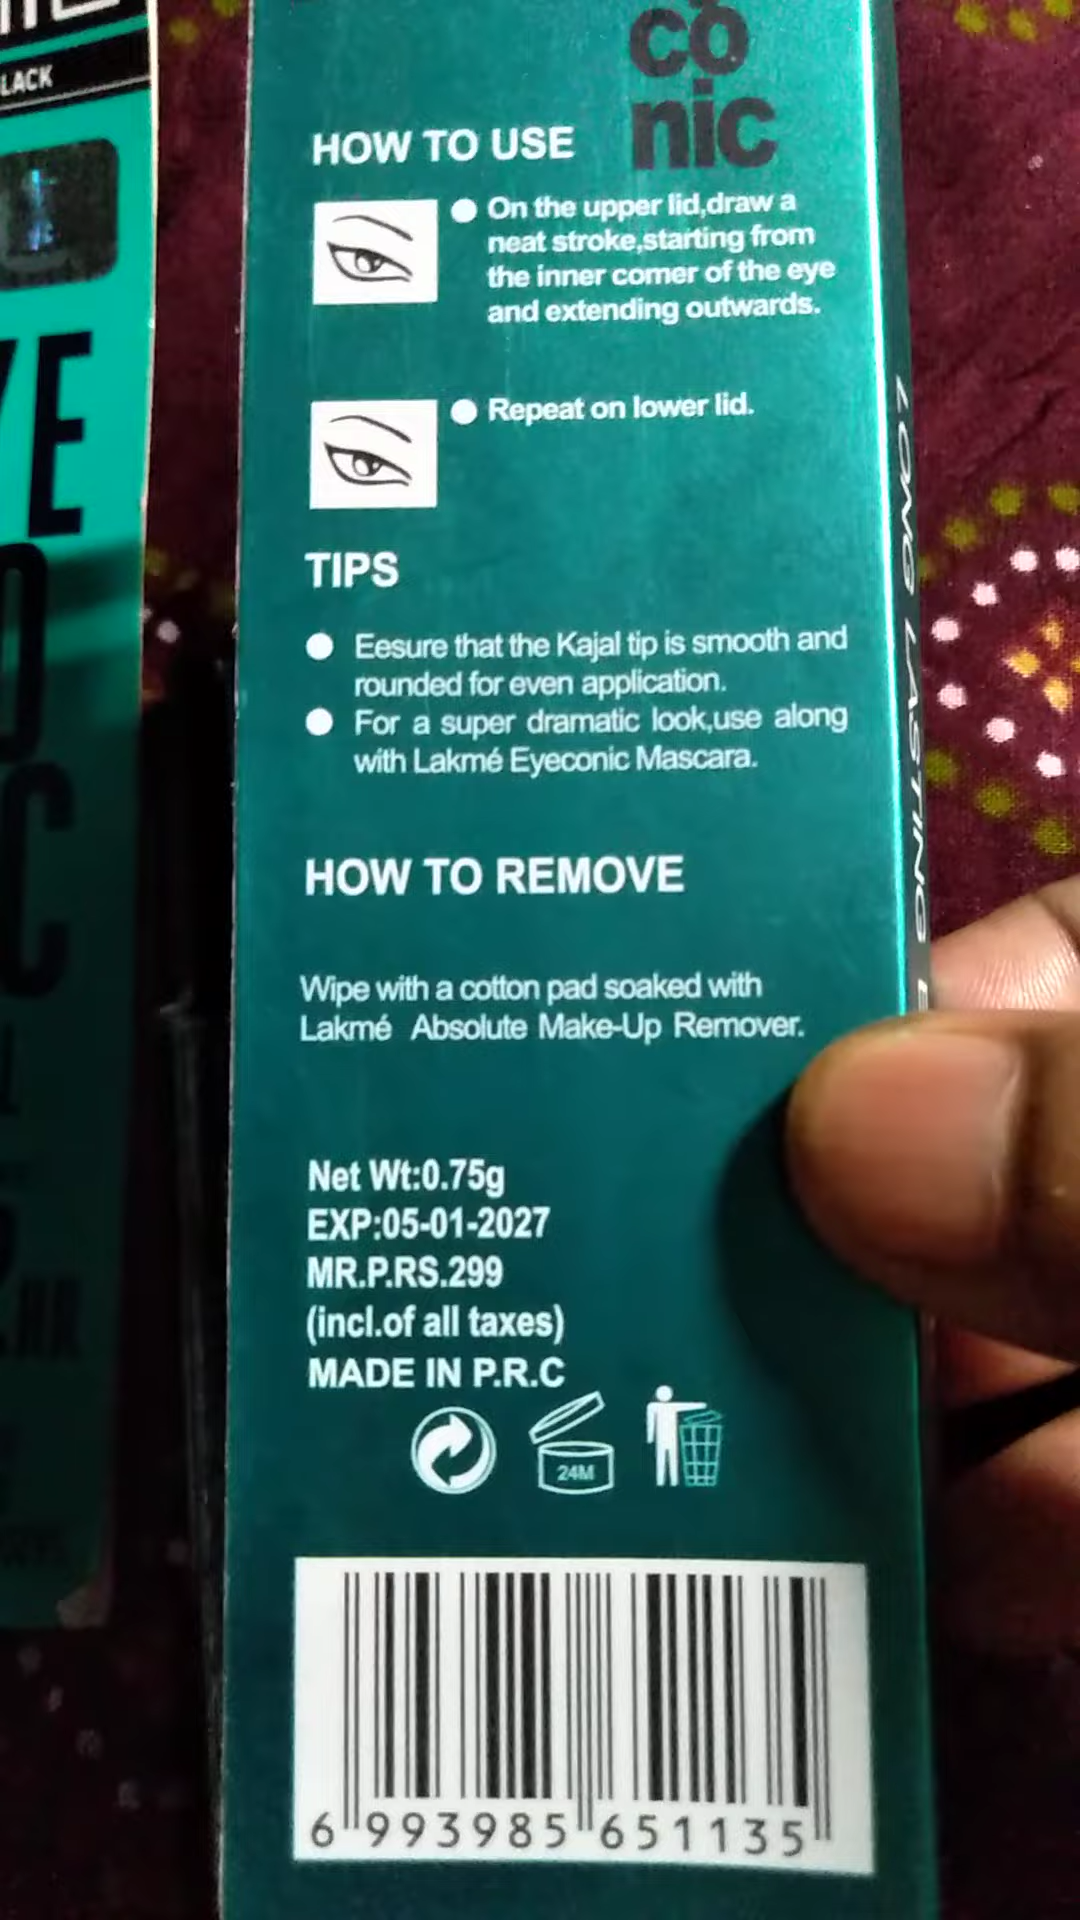 LACK
co
nic
HOW TO USE
On the upper lid,draw a
neat stroke,starting from
the inner corner of the eye
and extending outwards.
Repeat on lower lid.
TIPS
Eesure that the Kajal tip is smooth and
rounded for even application.
For a super dramatic look,use along
with Lakmé Eyeconic Mascara.
HOW TO REMOVE
Wipe with a cotton pad soaked with
Lakmé Absolute Make-Up Remover.
Net Wt:0.75g
EXP:05-01-2027
MR.P.RS.299
(incl.of all taxes)
MADE IN P.R.C
24M
6 993985 651135
LONG LASTING
YE
C